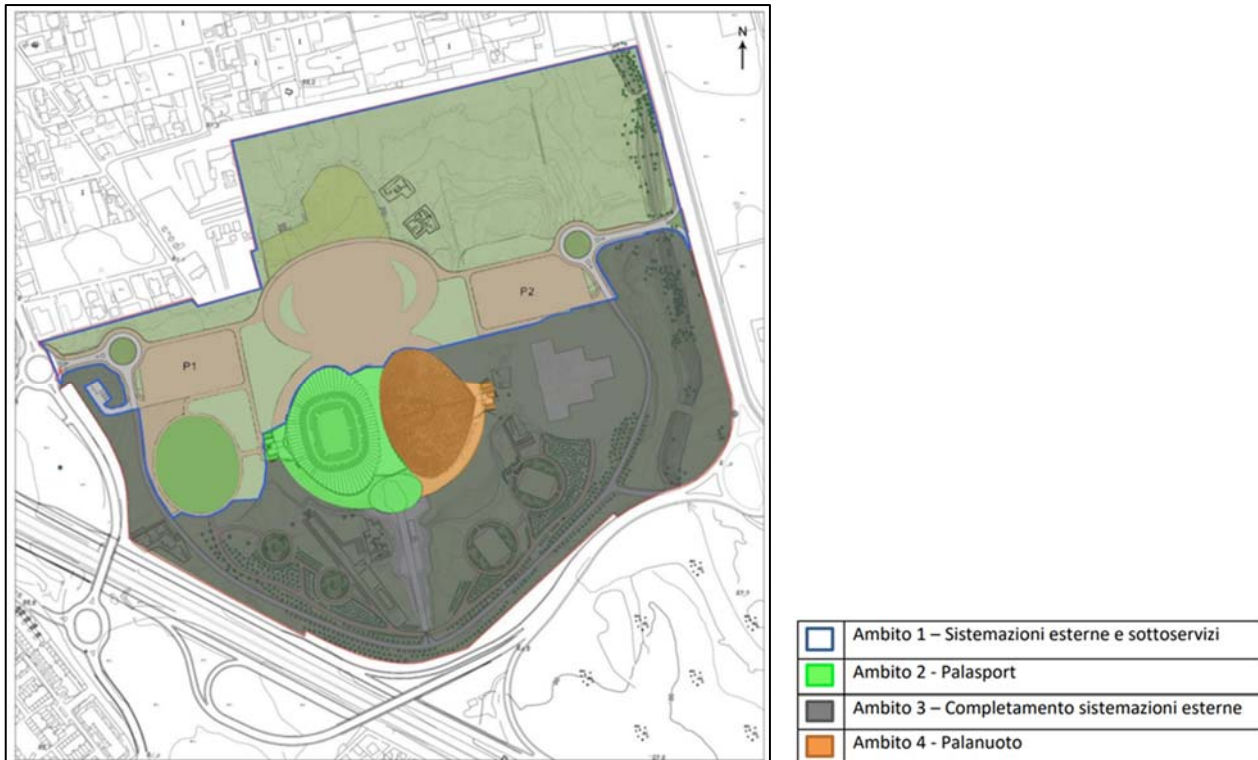 N
P2
P1
Ambito 1 – Sistemazioni esterne e sottoservizi
Ambito 2 - Palasport
Ambito 3 – Completamento sistemazioni esterne
Ambito 4 - Palanuoto